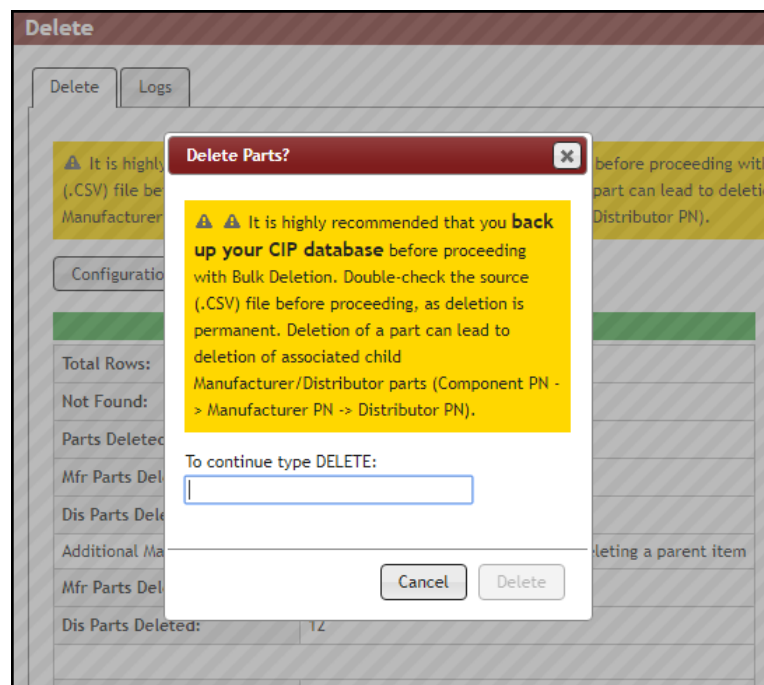 Delete
Delete Logs
It is highly
before proceeding with
(.CSV) file be
part can lead to
Manufacturer
Distributor PN).
Configuratio
Delete Parts?
It is highly recommended that you back
up your CIP database before proceeding
with Bulk Deletion. Double-check the source
(.CSV) file before proceeding, as deletion is
permanent. Deletion of a part can lead to
deletion of associated child
Manufacturer/Distributor parts (Component PN -
> Manufacturer PN -> Distributor PN).
To continue type DELETE:
Cancel Delete
Total Rows:
Not Found:
Parts Deleted
Mfr Parts Del
Dis Parts Dele
Additional Ma
leting a parent item
Mfr Parts Del
Dis Parts Deleted: 12